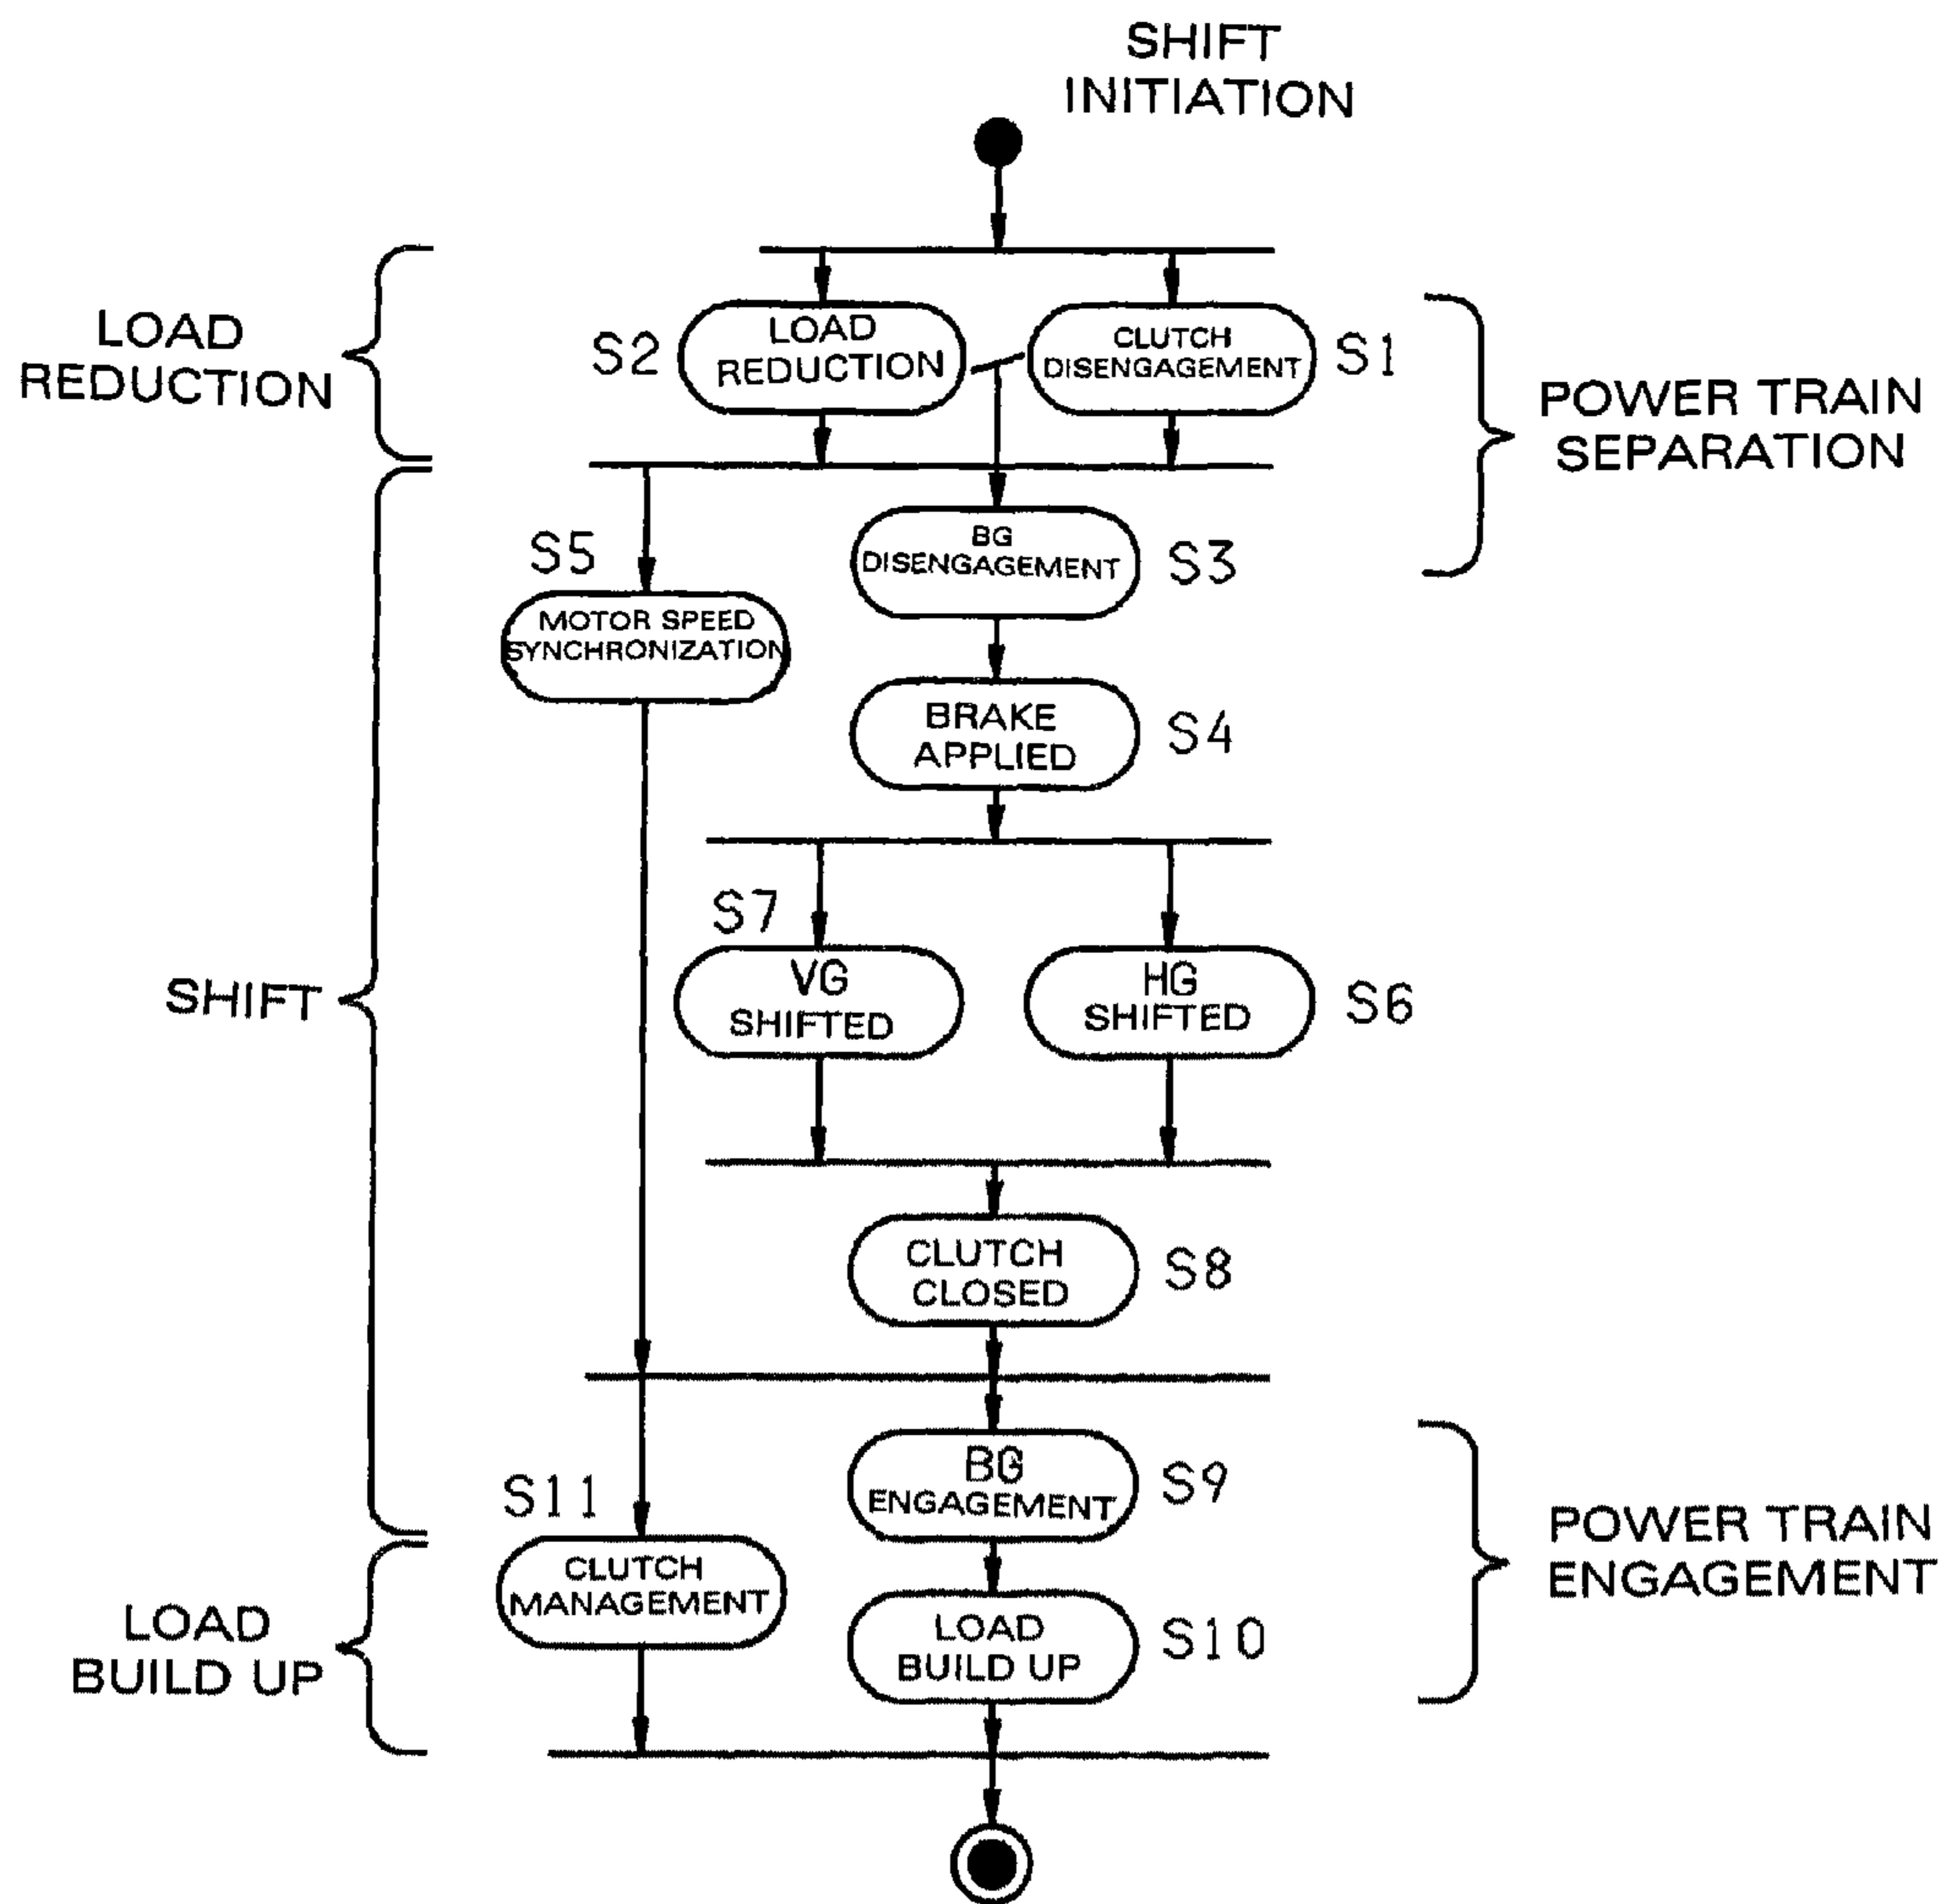 SHIFT
INITIATION
LOAD
REDUCTION
S2
LOAD
REDUCTION
CLUTCH
DISENGAGEMENT
S1
POWER TRAIN
SEPARATION
S5
MOTOR SPEED
SYNCHRONIZATION
BG
DISENGAGEMENT
S3
BRAKE
APPLIED
S4
SHIFT
S7
VG
SHIFTED
HG
SHIFTED
S6
CLUTCH
CLOSED
S8
BG
ENGAGEMENT
S9
S11
CLUTCH
MANAGEMENT
LOAD
BUILD UP
S10
LOAD
BUILD UP
POWER TRAIN
ENGAGEMENT